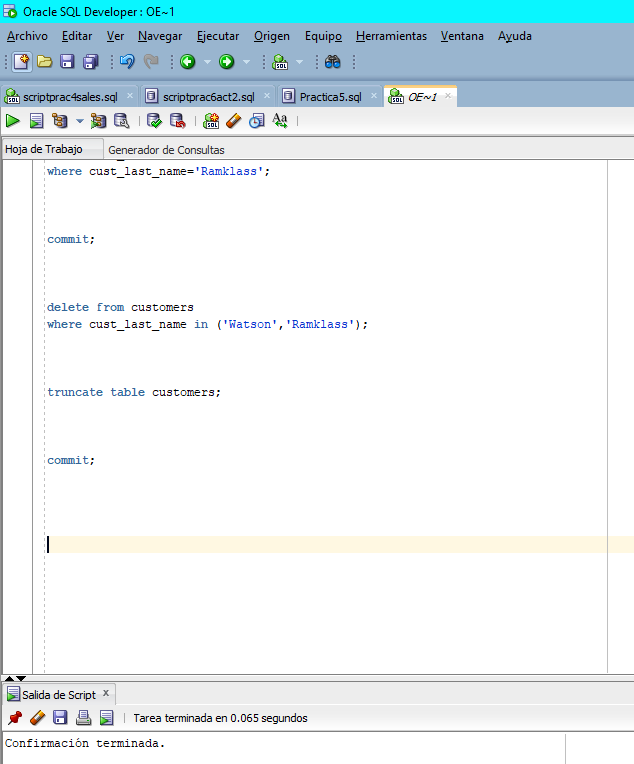 Oracle SQL Developer : OE~1
Archivo Editar Ver Navegar Ejecutar Origen Equipo Herramientas Ventana Ayuda
scriptprac4sales.sql scriptprac6act2.sql Practica5.sql OE~1
Hoja de Trabajo Generador de Consultas
where cust_last_name='Ramklass';
commit;
delete from customers
where cust_last_name in ('Watson','Ramklass');
truncate table customers;
commit;
Salida de Script x
Tarea terminada en 0.065 segundos
Confirmación terminada.